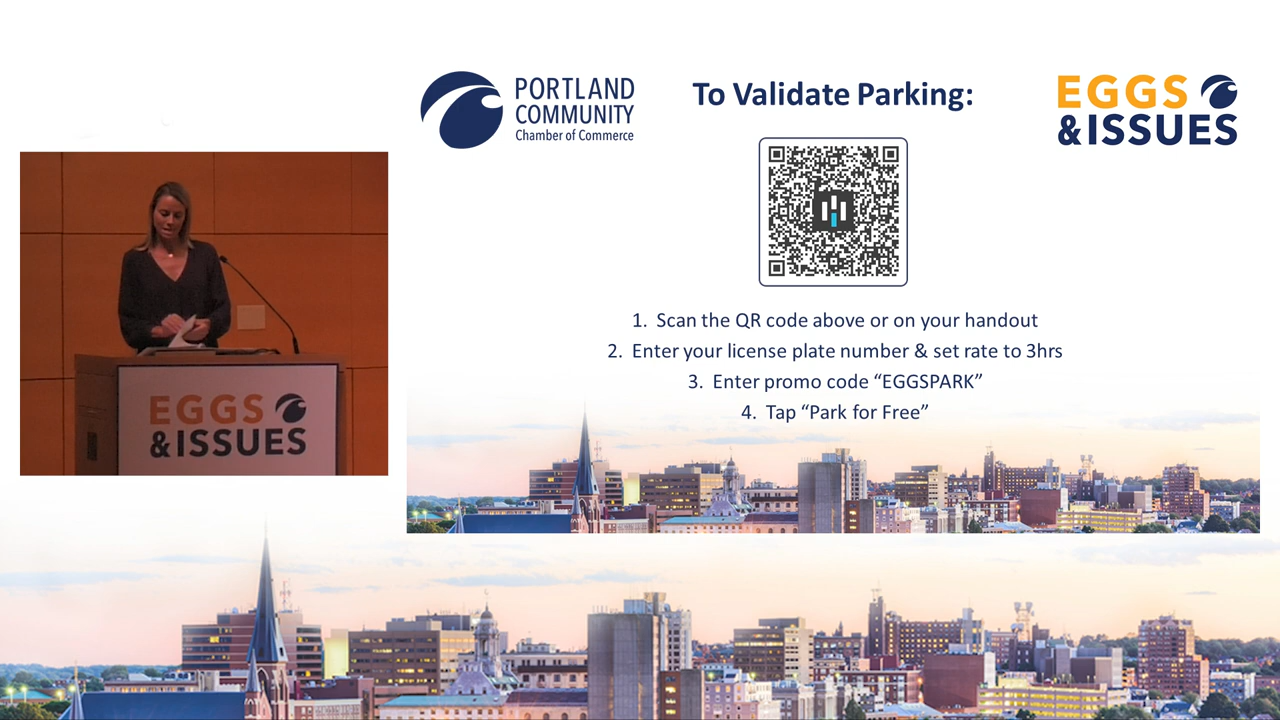 PORTLAND
COMMUNITY
Chamber of Commerce
To Validate Parking:
EGGS
&ISSUES
1. Scan the QR code above or on your handout
2. Enter your license plate number & set rate to 3hrs
3. Enter promo code “EGGSPARK”
4. Tap “Park for Free”
EGGS
&ISSUES